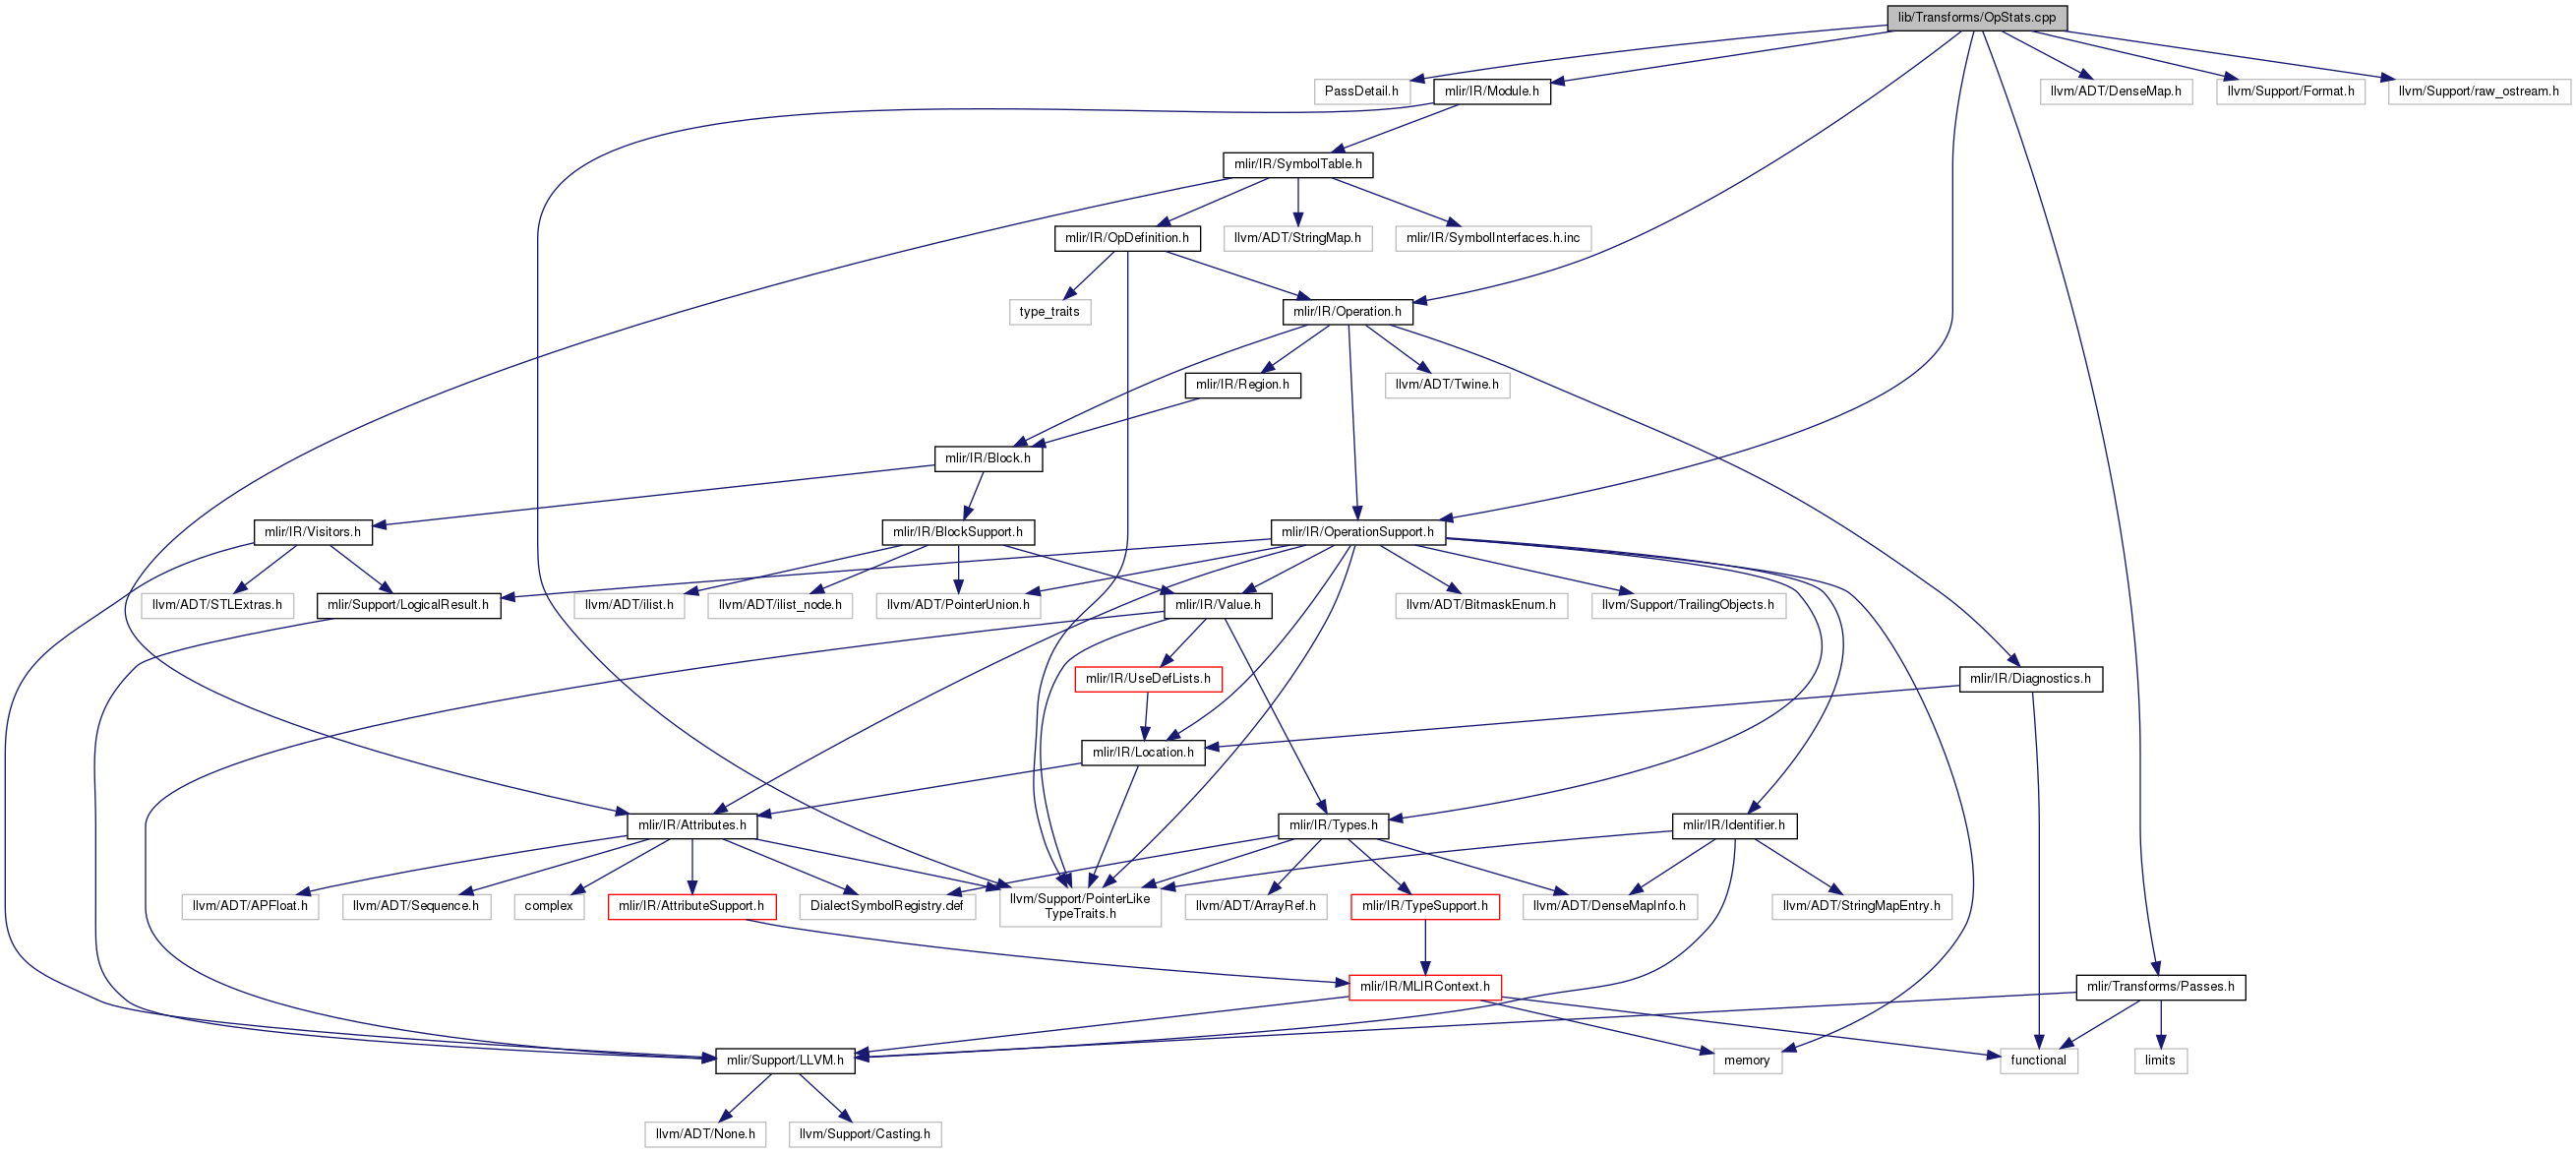 lib/Transforms/OpStats.cpp
PassDetail.h
mlir/IR/Module.h
llvm/ADT/DenseMap.h
llvm/Support/Format.h
llvm/Support/raw_ostream.h
mlir/IR/SymbolTable.h
mlir/IR/OpDefinition.h
llvm/ADT/StringMap.h
mlir/IR/SymbolInterfaces.h.inc
type_traits
mlir/IR/Operation.h
mlir/IR/Region.h
llvm/ADT/Twine.h
mlir/IR/Block.h
mlir/IR/Visitors.h
mlir/IR/BlockSupport.h
mlir/IR/OperationSupport.h
llvm/ADT/STLExtras.h
mlir/Support/LogicalResult.h
llvm/ADT/ilist.h
llvm/ADT/ilist_node.h
llvm/ADT/PointerUnion.h
mlir/IR/Value.h
llvm/ADT/BitmaskEnum.h
llvm/Support/TrailingObjects.h
mlir/IR/UseDefLists.h
mlir/IR/Diagnostics.h
mlir/IR/Location.h
mlir/IR/Attributes.h
mlir/IR/Types.h
mlir/IR/Identifier.h
llvm/ADT/APFloat.h
llvm/ADT/Sequence.h
complex
mlir/IR/AttributeSupport.h
DialectSymbolRegistry.def
llvm/Support/PointerLike
TypeTraits.h
llvm/ADT/ArrayRef.h
mlir/IR/TypeSupport.h
llvm/ADT/DenseMapInfo.h
llvm/ADT/StringMapEntry.h
mlir/IR/MLIRContext.h
mlir/Transforms/Passes.h
mlir/Support/LLVM.h
memory
functional
limits
llvm/ADT/None.h
llvm/Support/Casting.h